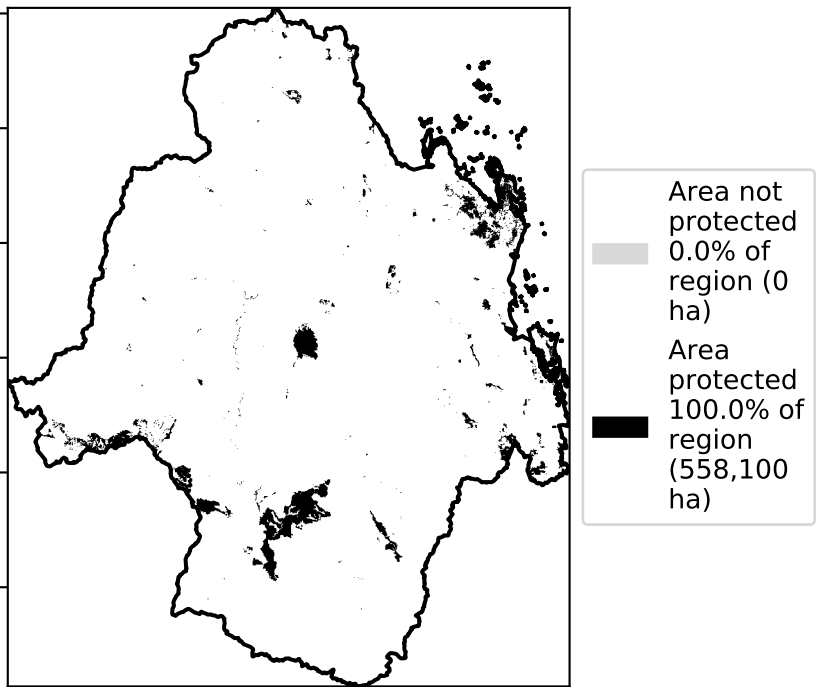 Area not
protected
0.0% of
region (0
ha)
Area
protected
100.0% of
region
(558,100
ha)